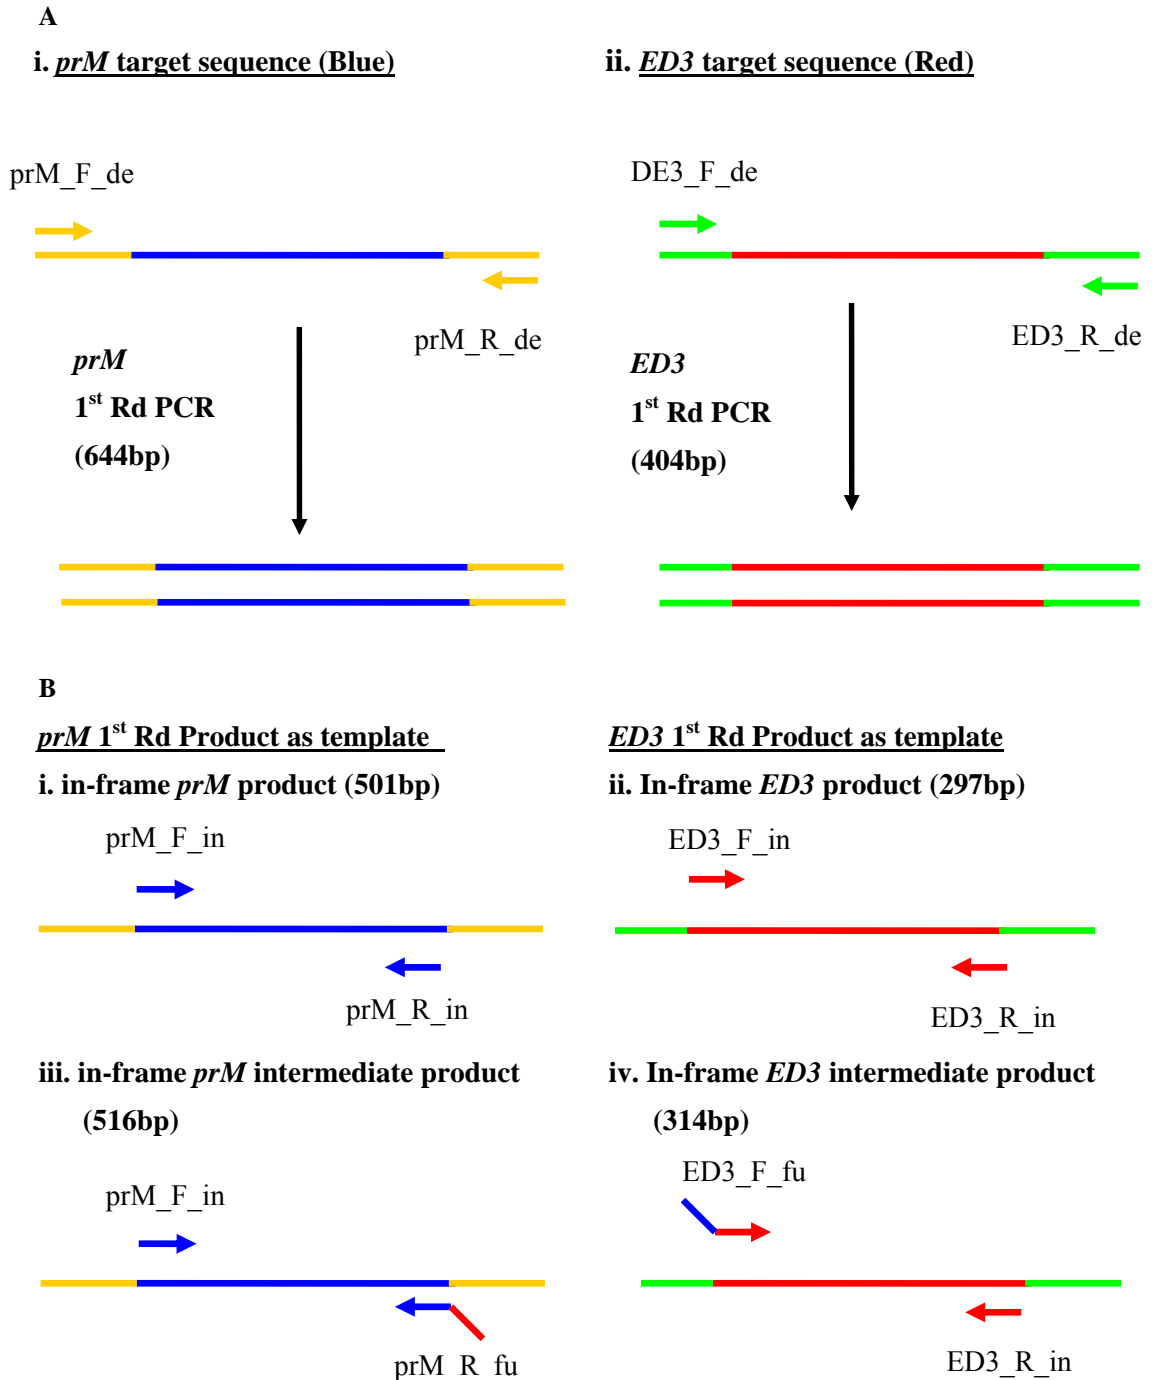 A
i. prM target sequence (Blue)
ii. ED3 target sequence (Red)
prM_F_de
DE3_F_de
prM_R_de
ED3_R_de
prM
1st Rd PCR
(644bp)
ED3
1st Rd PCR
(404bp)
B
prM 1st Rd Product as template
ED3 1st Rd Product as template
i. in-frame prM product (501bp)
ii. In-frame ED3 product (297bp)
prM_F_in
ED3_F_in
prM_R_in
ED3_R_in
iii. in-frame prM intermediate product
(516bp)
iv. In-frame ED3 intermediate product
(314bp)
prM_F_in
ED3_F_fu
prM_R_fu
ED3_R_in